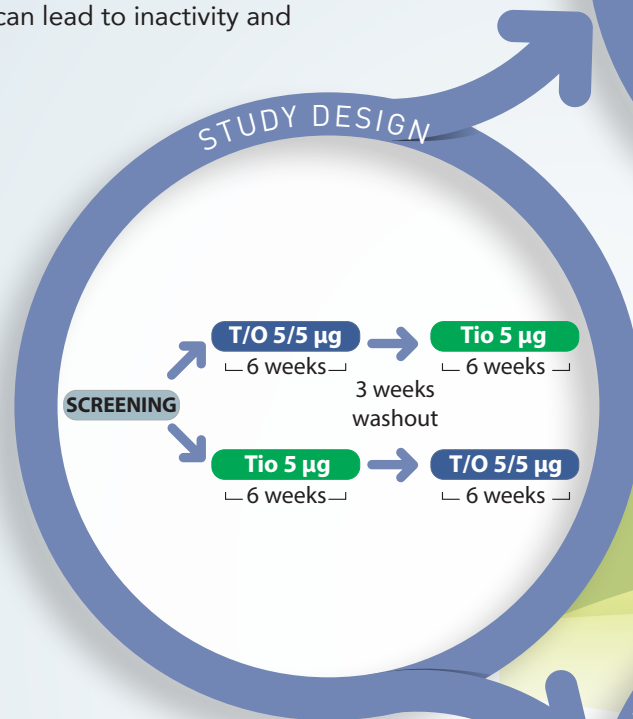 can lead to inactivity and
STUDY DESIGN
T/O 5/5 µg
Tio 5 µg
6 weeks
6 weeks
3 weeks
washout
SCREENING
Tio 5 µg
T/O 5/5 µg
6 weeks
6 weeks